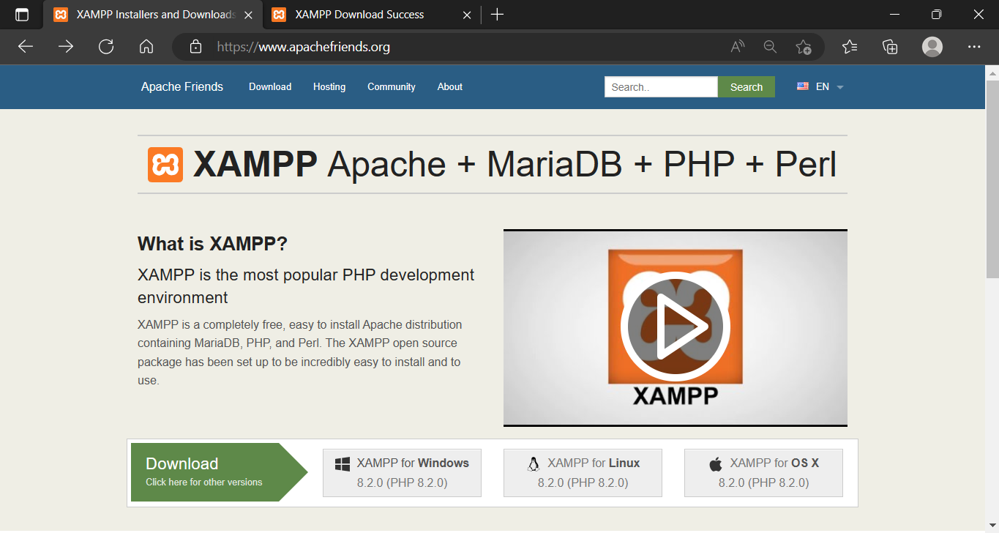 XAMPP Installers and Downloads
XAMPP Download Success
https://www.apachefriends.org
Apache Friends
Download
Hosting
Community
About
Search..
Search
EN
XAMPP Apache + MariaDB + PHP + Perl
What is XAMPP?
XAMPP is the most popular PHP development
environment
XAMPP is a completely free, easy to install Apache distribution
containing MariaDB, PHP, and Perl. The XAMPP open source
package has been set up to be incredibly easy to install and to
use.
XAMPP
Download
Click here for other versions
XAMPP for Windows
8.2.0 (PHP 8.2.0)
XAMPP for Linux
8.2.0 (PHP 8.2.0)
XAMPP for OS X
8.2.0 (PHP 8.2.0)